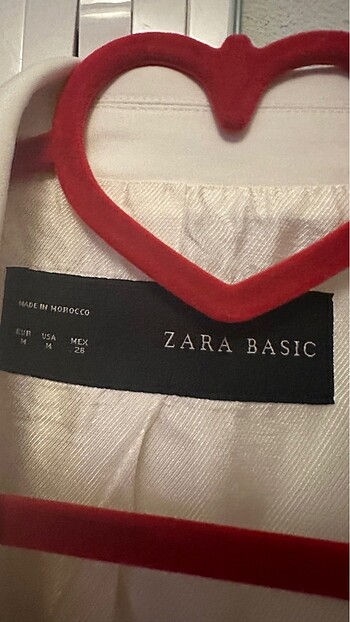 MADE IN MOROCCO
EUR USA MEX
M M 28
ZARA BASIC